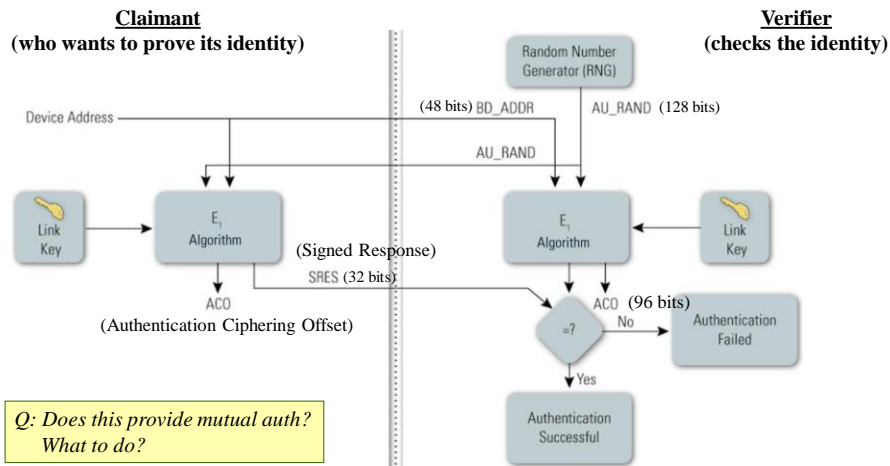 Claimant
(who wants to prove its identity)
Verifier
(checks the identity)
Random Number
Generator (RNG)
(48 bits) BD_ADDR
AU_RAND (128 bits)
Device Address
AU_RAND
Link
Key
E1
Algorithm
E1
Algorithm
Link
Key
(Signed Response)
SRES (32 bits)
ACO
(Authentication Ciphering Offset)
ACO (96 bits)
=?
No
Authentication
Failed
Yes
Authentication
Successful
Q: Does this provide mutual auth?
What to do?